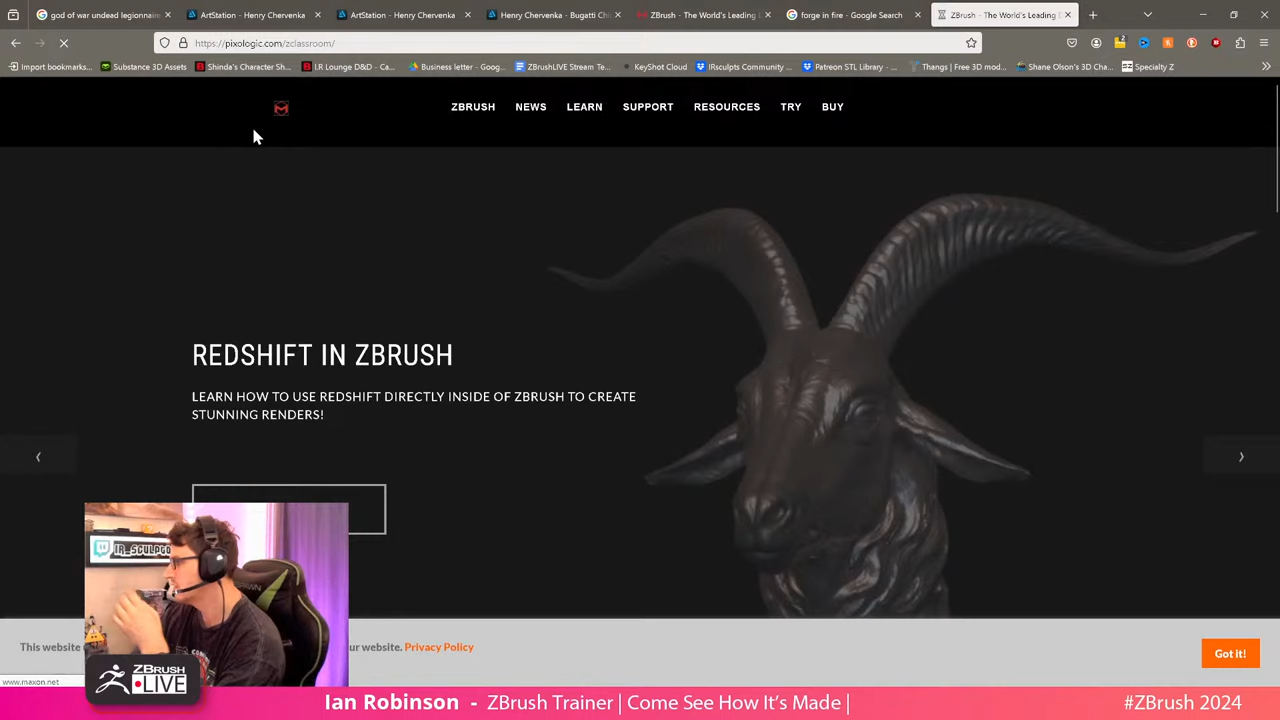 god of war undead legionnair
ArtStation - Henry Chervenka
ArtStation - Henry Chervenka
Henry Chervenka - Bugatti Chi
ZBrush - The World's Leading
forge in fire - Google Search
ZBrush - The World's Leading
https://pixologic.com/zclassroom/
2
Import bookmarks...
Substance 3D Assets
Shinda's Character Sh...
LR Lounge D&D - Ca...
Business letter - Goog...
ZBrushLIVE Stream Te...
KeyShot Cloud
IRsculpts Community ...
Patreon STL Library - ...
Thangs | Free 3D mod...
Shane Olson's 3D Cha...
Specialty Z
ZBRUSH NEWS LEARN SUPPORT RESOURCES TRY BUY
REDSHIFT IN ZBRUSH
LEARN HOW TO USE REDSHIFT DIRECTLY INSIDE OF ZBRUSH TO CREATE
STUNNING RENDERS!
IR_SCULPT
This website
ur website. Privacy Policy
Got it!
www.maxon.net
ZBRUSH
LIVE
Ian Robinson - ZBrush Trainer | Come See How It's Made |
#ZBrush 2024